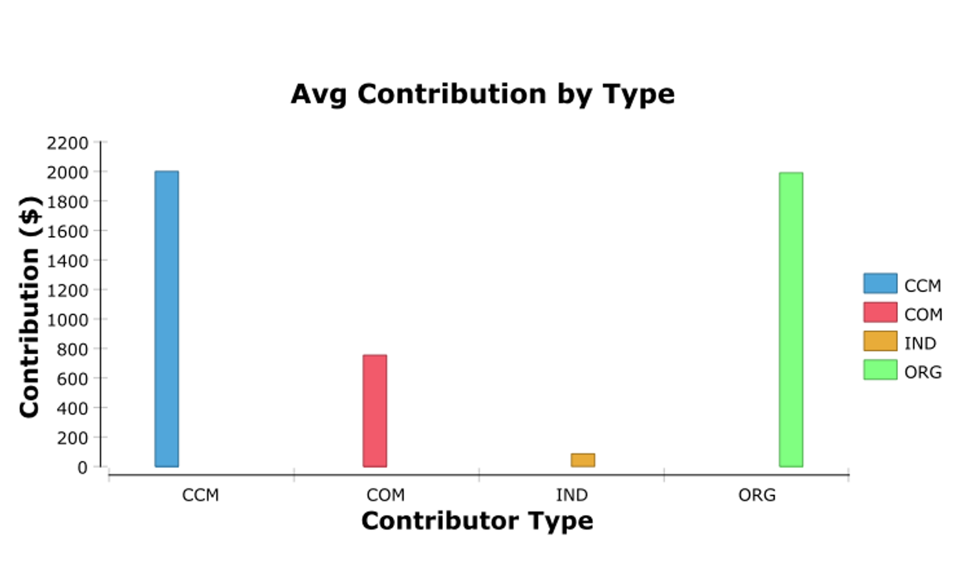 Avg Contribution by Type
Contribution ($)
2200
2000
1800
1600
1400
1200
1000
800
600
400
200
0
CCM
COM
IND
ORG
CCM COM IND ORG
Contributor Type